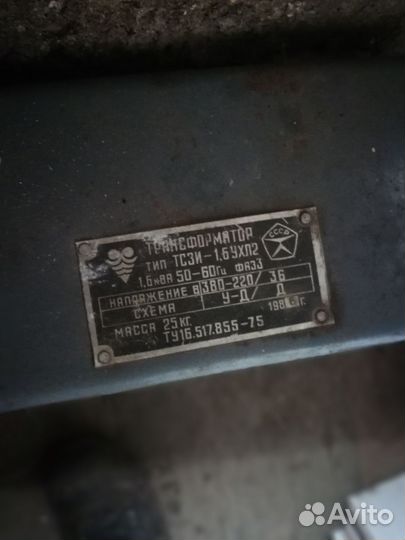 ТРАНСФОРМАТОР
СССР
ТИП ТСЗИ-1.6УХЛ2
1.6кВА 50-60Гц ФАЗ3
НАПРЯЖЕНИЕ В 380-220/36
СХЕМА У-Д/Д
МАССА 25КГ. 198 г.
ТУ16.517.855-75
Avito